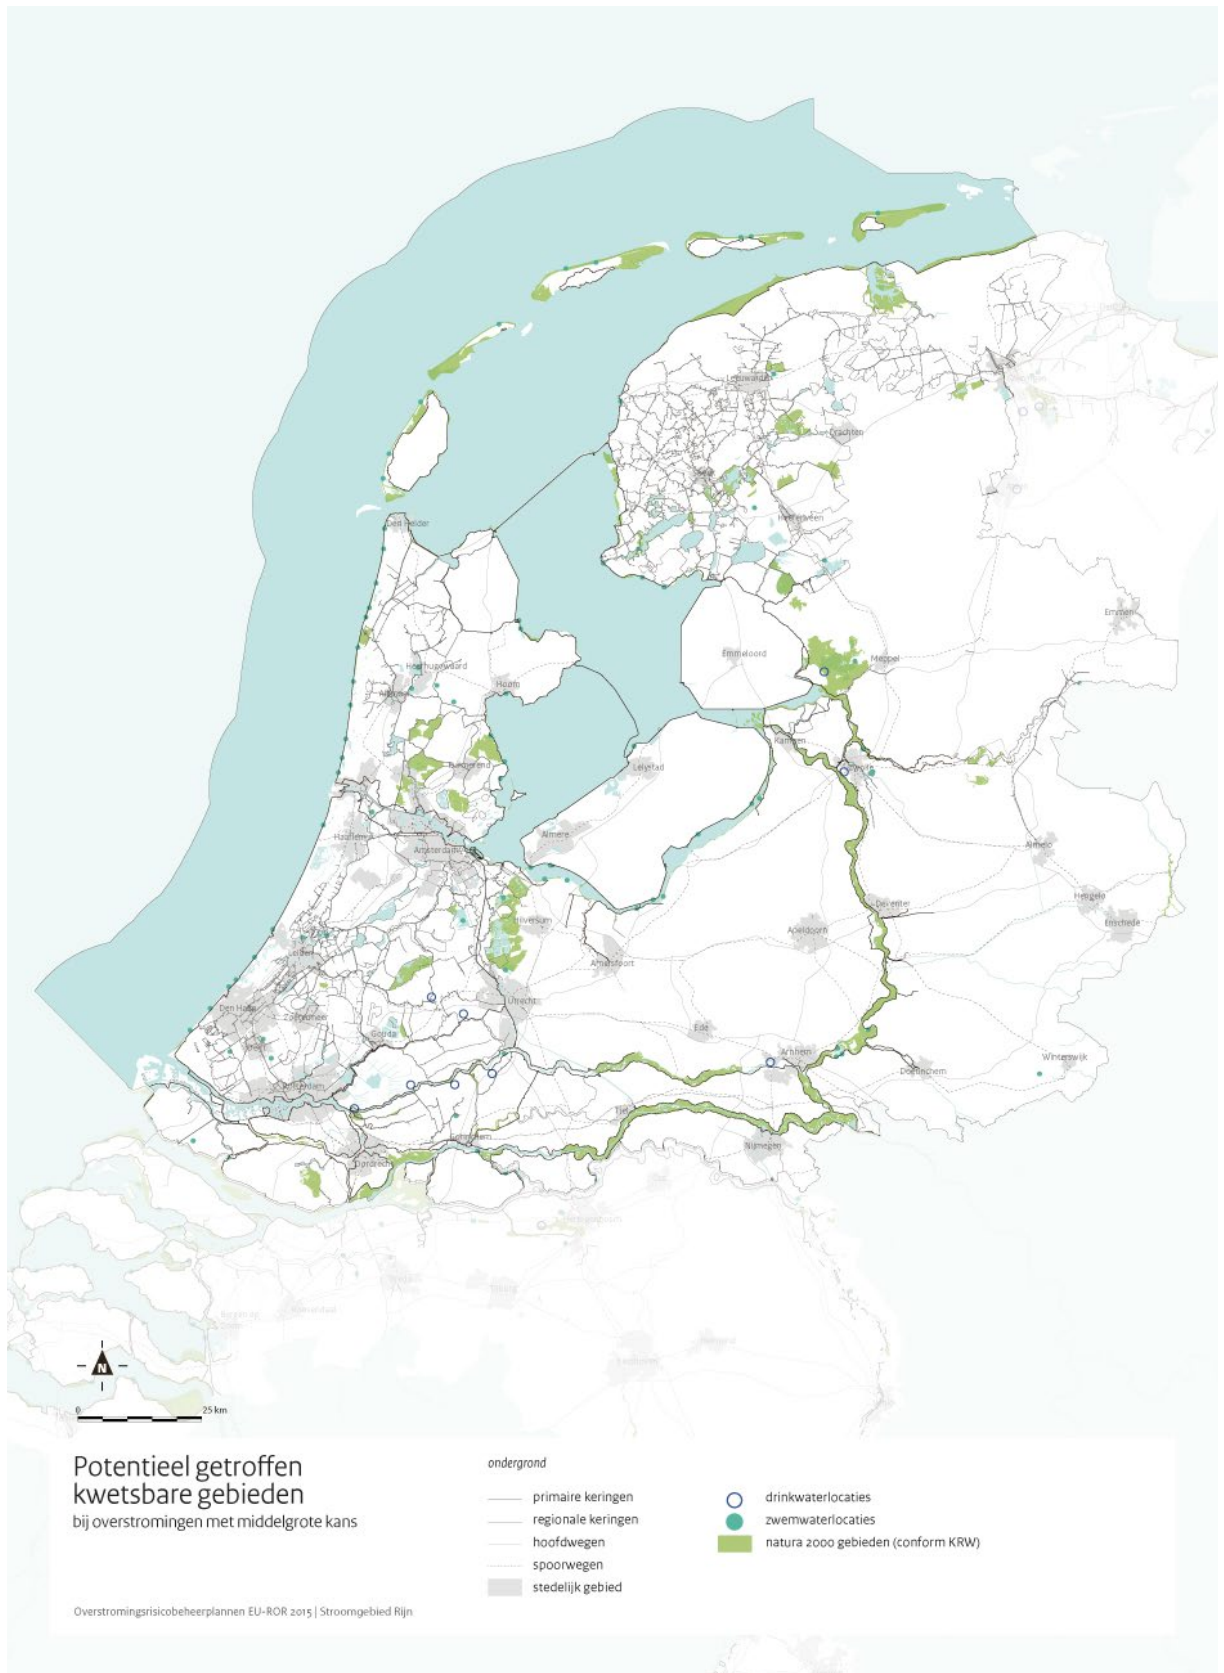 Leeuwarden
Drachten
Den Helder
Heerenveen
Emmen
Emmeloord
Meppel
Heerhugowaard
Hoorn
Kampen
Lelystad
Purmerend
Zwolle
Almere
Haarlem
Amsterdam
Almelo
Hengelo
Enschede
Deventer
Hilversum
Apeldoorn
Leiden
Amersfoort
Utrecht
Den Haag
Zoetermeer
Gouda
Ede
Arnhem
Winterswijk
Doetinchem
Rotterdam
Tiel
Gorinchem
Nijmegen
Dordrecht
N
0 25 km
Potentieel getroffen
kwetsbare gebieden
bij overstromingen met middelgrote kans
Overstromingsrisicobeheerplannen EU-ROR 2015 | Stroomgebied Rijn
ondergrond
primaire keringen
regionale keringen
hoofdwegen
spoorwegen
stedelijk gebied
drinkwaterlocaties
zwemwaterlocaties
natura 2000 gebieden (conform KRW)